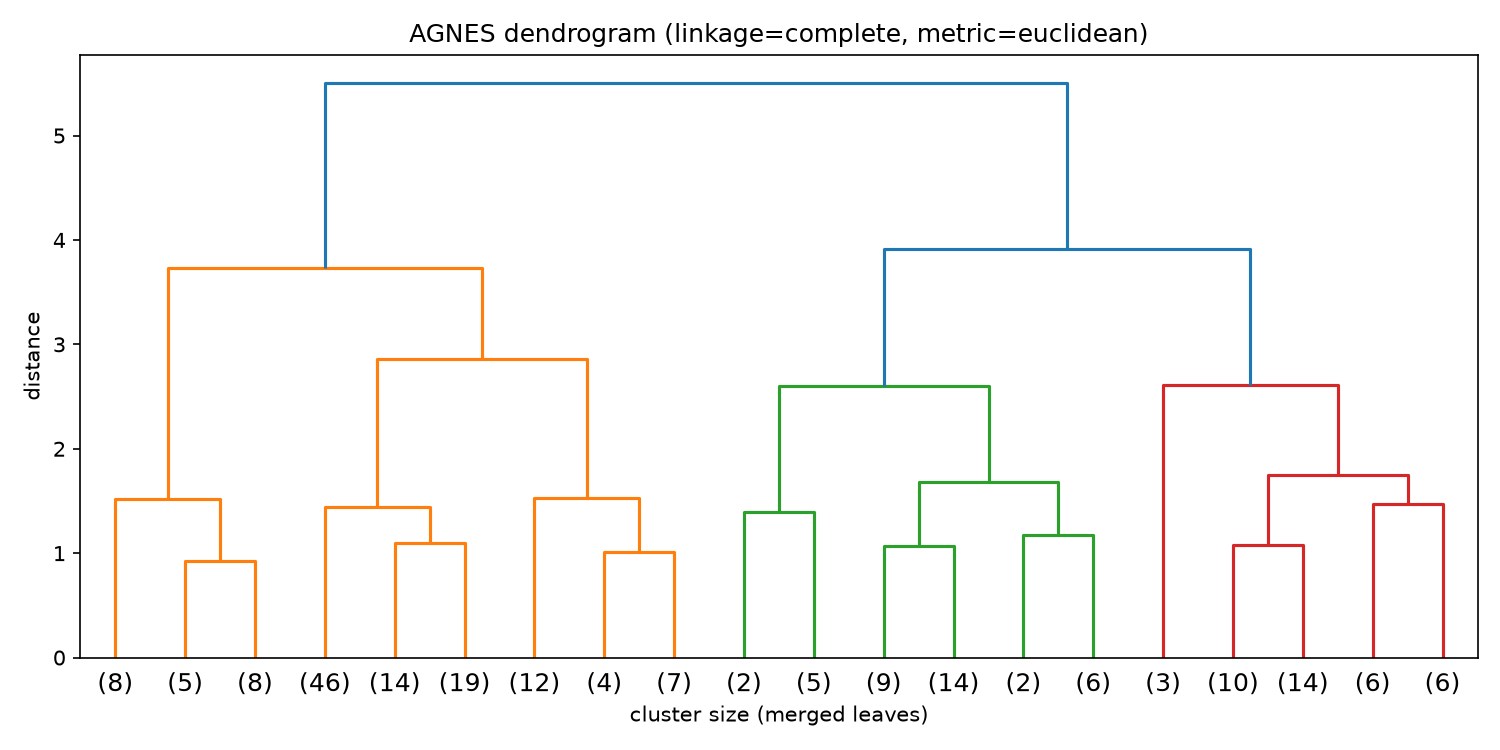 AGNES dendrogram (linkage=complete, metric=euclidean)
5
4
3
2
1
0
distance
(8) (5) (8) (46) (14) (19) (12) (4) (7) (2) (5) (9) (14) (2) (6) (3) (10) (14) (6) (6)
cluster size (merged leaves)